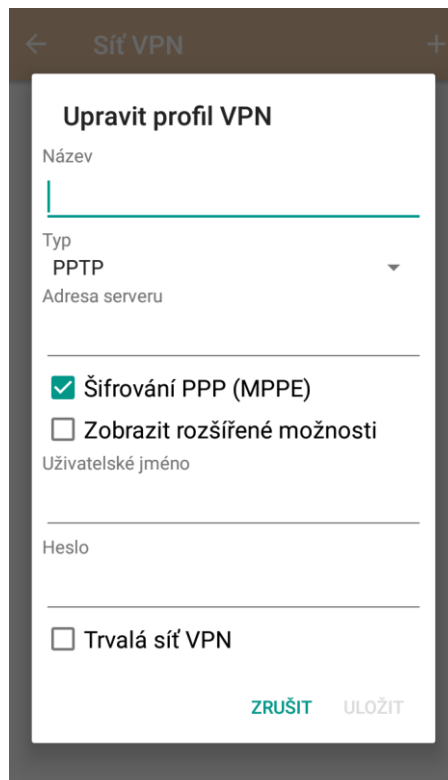 Síť VPN
Upravit profil VPN
Název
Typ
PPTP
Adresa serveru
Šifrování PPP (MPPE)
Zobrazit rozšířené možnosti
Uživatelské jméno
Heslo
Trvalá síť VPN
ZRUŠIT ULOŽIT